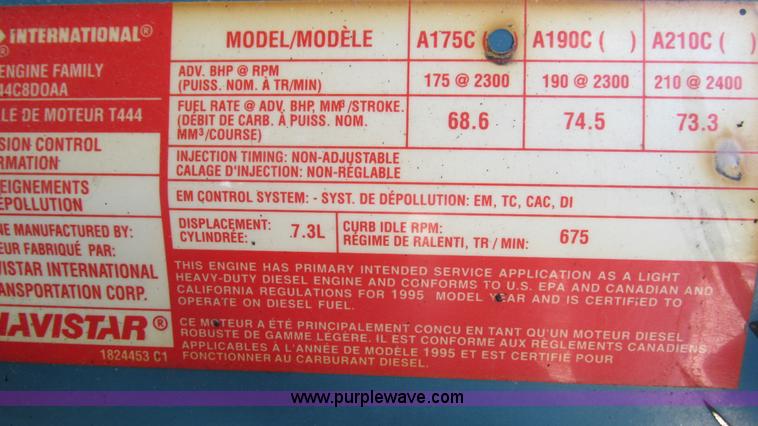 INTERNATIONAL®
®
ENGINE FAMILY
44C8D0AA
LE DE MOTEUR T444
SSION CONTROL
RMATION
EIGNEMENTS
ÉPOLLUTION
NE MANUFACTURED BY:
EUR FABRIQUÉ PAR:
VISTAR INTERNATIONAL
ANSPORTATION CORP.
NAVISTAR®
1824453 C1
MODEL/MODÈLE A175C ( ) A190C ( ) A210C ( )
ADV. BHP @ RPM
(PUISS. NOM. À TR/MIN) 175 @ 2300 190 @ 2300 210 @ 2400
FUEL RATE @ ADV. BHP, MM³/STROKE.
(DÉBIT DE CARB. À PUISS. NOM.
MM³/COURSE) 68.6 74.5 73.3
INJECTION TIMING: NON-ADJUSTABLE
CALAGE D'INJECTION: NON-RÉGLABLE
EM CONTROL SYSTEM: - SYST. DE DÉPOLLUTION: EM, TC, CAC, DI
DISPLACEMENT:
CYLINDRÉE: 7.3L
CURB IDLE RPM:
RÉGIME DE RALENTI, TR / MIN: 675
THIS ENGINE HAS PRIMARY INTENDED SERVICE APPLICATION AS A LIGHT
HEAVY-DUTY DIESEL ENGINE AND CONFORMS TO U.S. EPA AND CANADIAN AND
CALIFORNIA REGULATIONS FOR 1995 MODEL YEAR AND IS CERTIFIED TO
OPERATE ON DIESEL FUEL.
CE MOTEUR A ÉTÉ PRINCIPALEMENT CONCU EN TANT QU'UN MOTEUR DIESEL
ROBUSTE DE GAMME LÉGÈRE. IL EST CONFORME AUX RÈGLEMENTS CANADIENS
APPLICABLES A L'ANNÉE DE MODÈLE 1995 ET EST CERTIFIÉ POUR
FONCTIONNER AU CARBURANT DIESEL.
www.purplewave.com